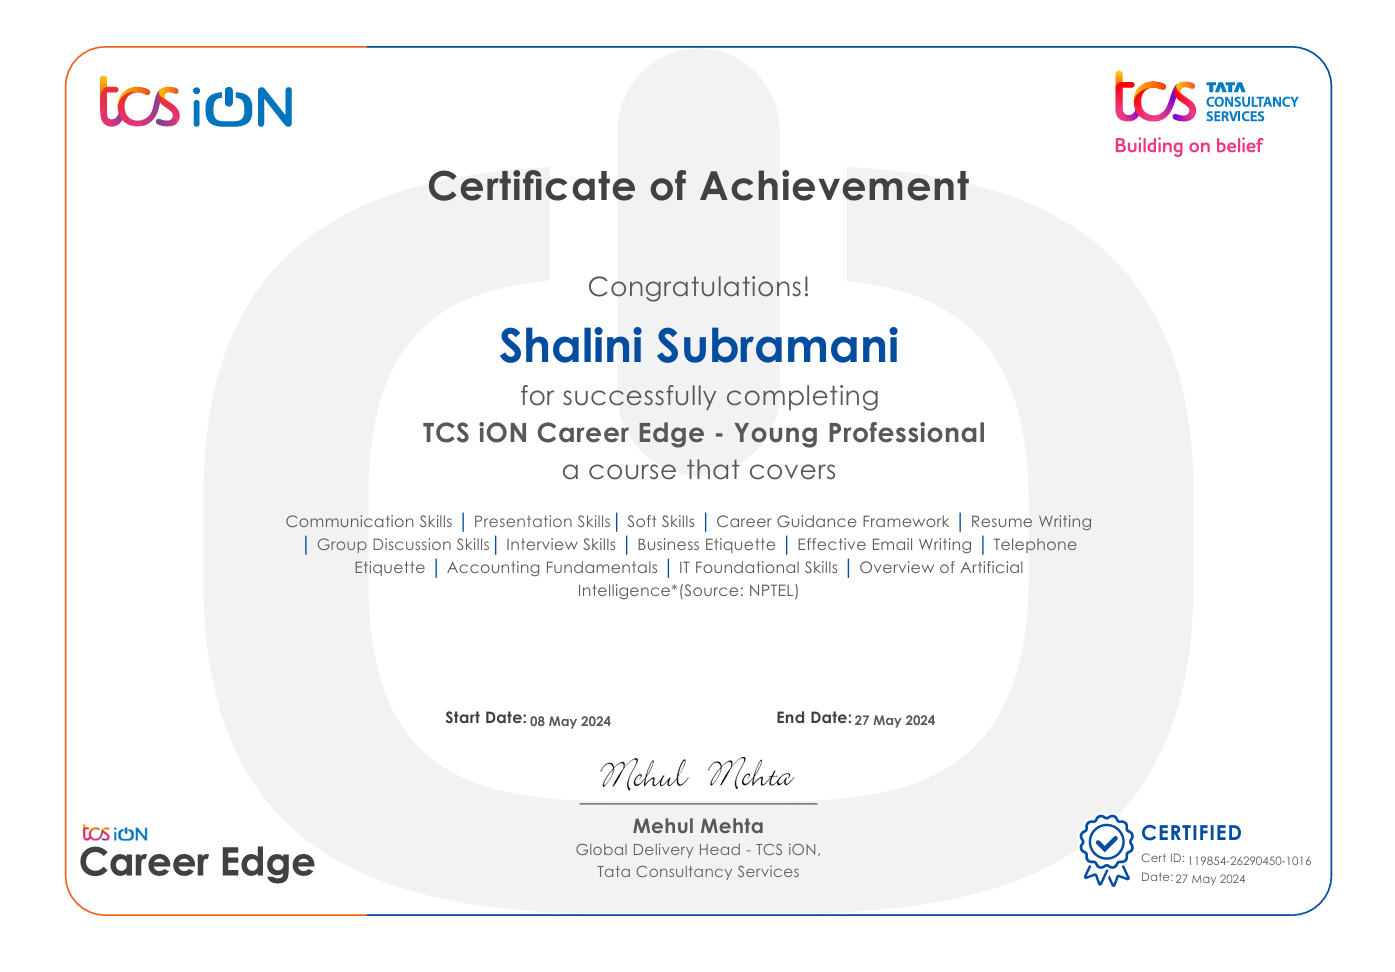 tcs iON
tcs TATA
CONSULTANCY
SERVICES
Building on belief
Certificate of Achievement
Congratulations!
Shalini Subramani
for successfully completing
TCS iON Career Edge - Young Professional
a course that covers
Communication Skills | Presentation Skills | Soft Skills | Career Guidance Framework | Resume Writing
| Group Discussion Skills | Interview Skills | Business Etiquette | Effective Email Writing | Telephone
Etiquette | Accounting Fundamentals | IT Foundational Skills | Overview of Artificial
Intelligence*(Source: NPTEL)
Start Date: 08 May 2024
End Date: 27 May 2024
Mehul Mehta
Mehul Mehta
Global Delivery Head - TCS iON,
Tata Consultancy Services
tcs iON
Career Edge
CERTIFIED
Cert ID: 119854-26290450-1016
Date: 27 May 2024